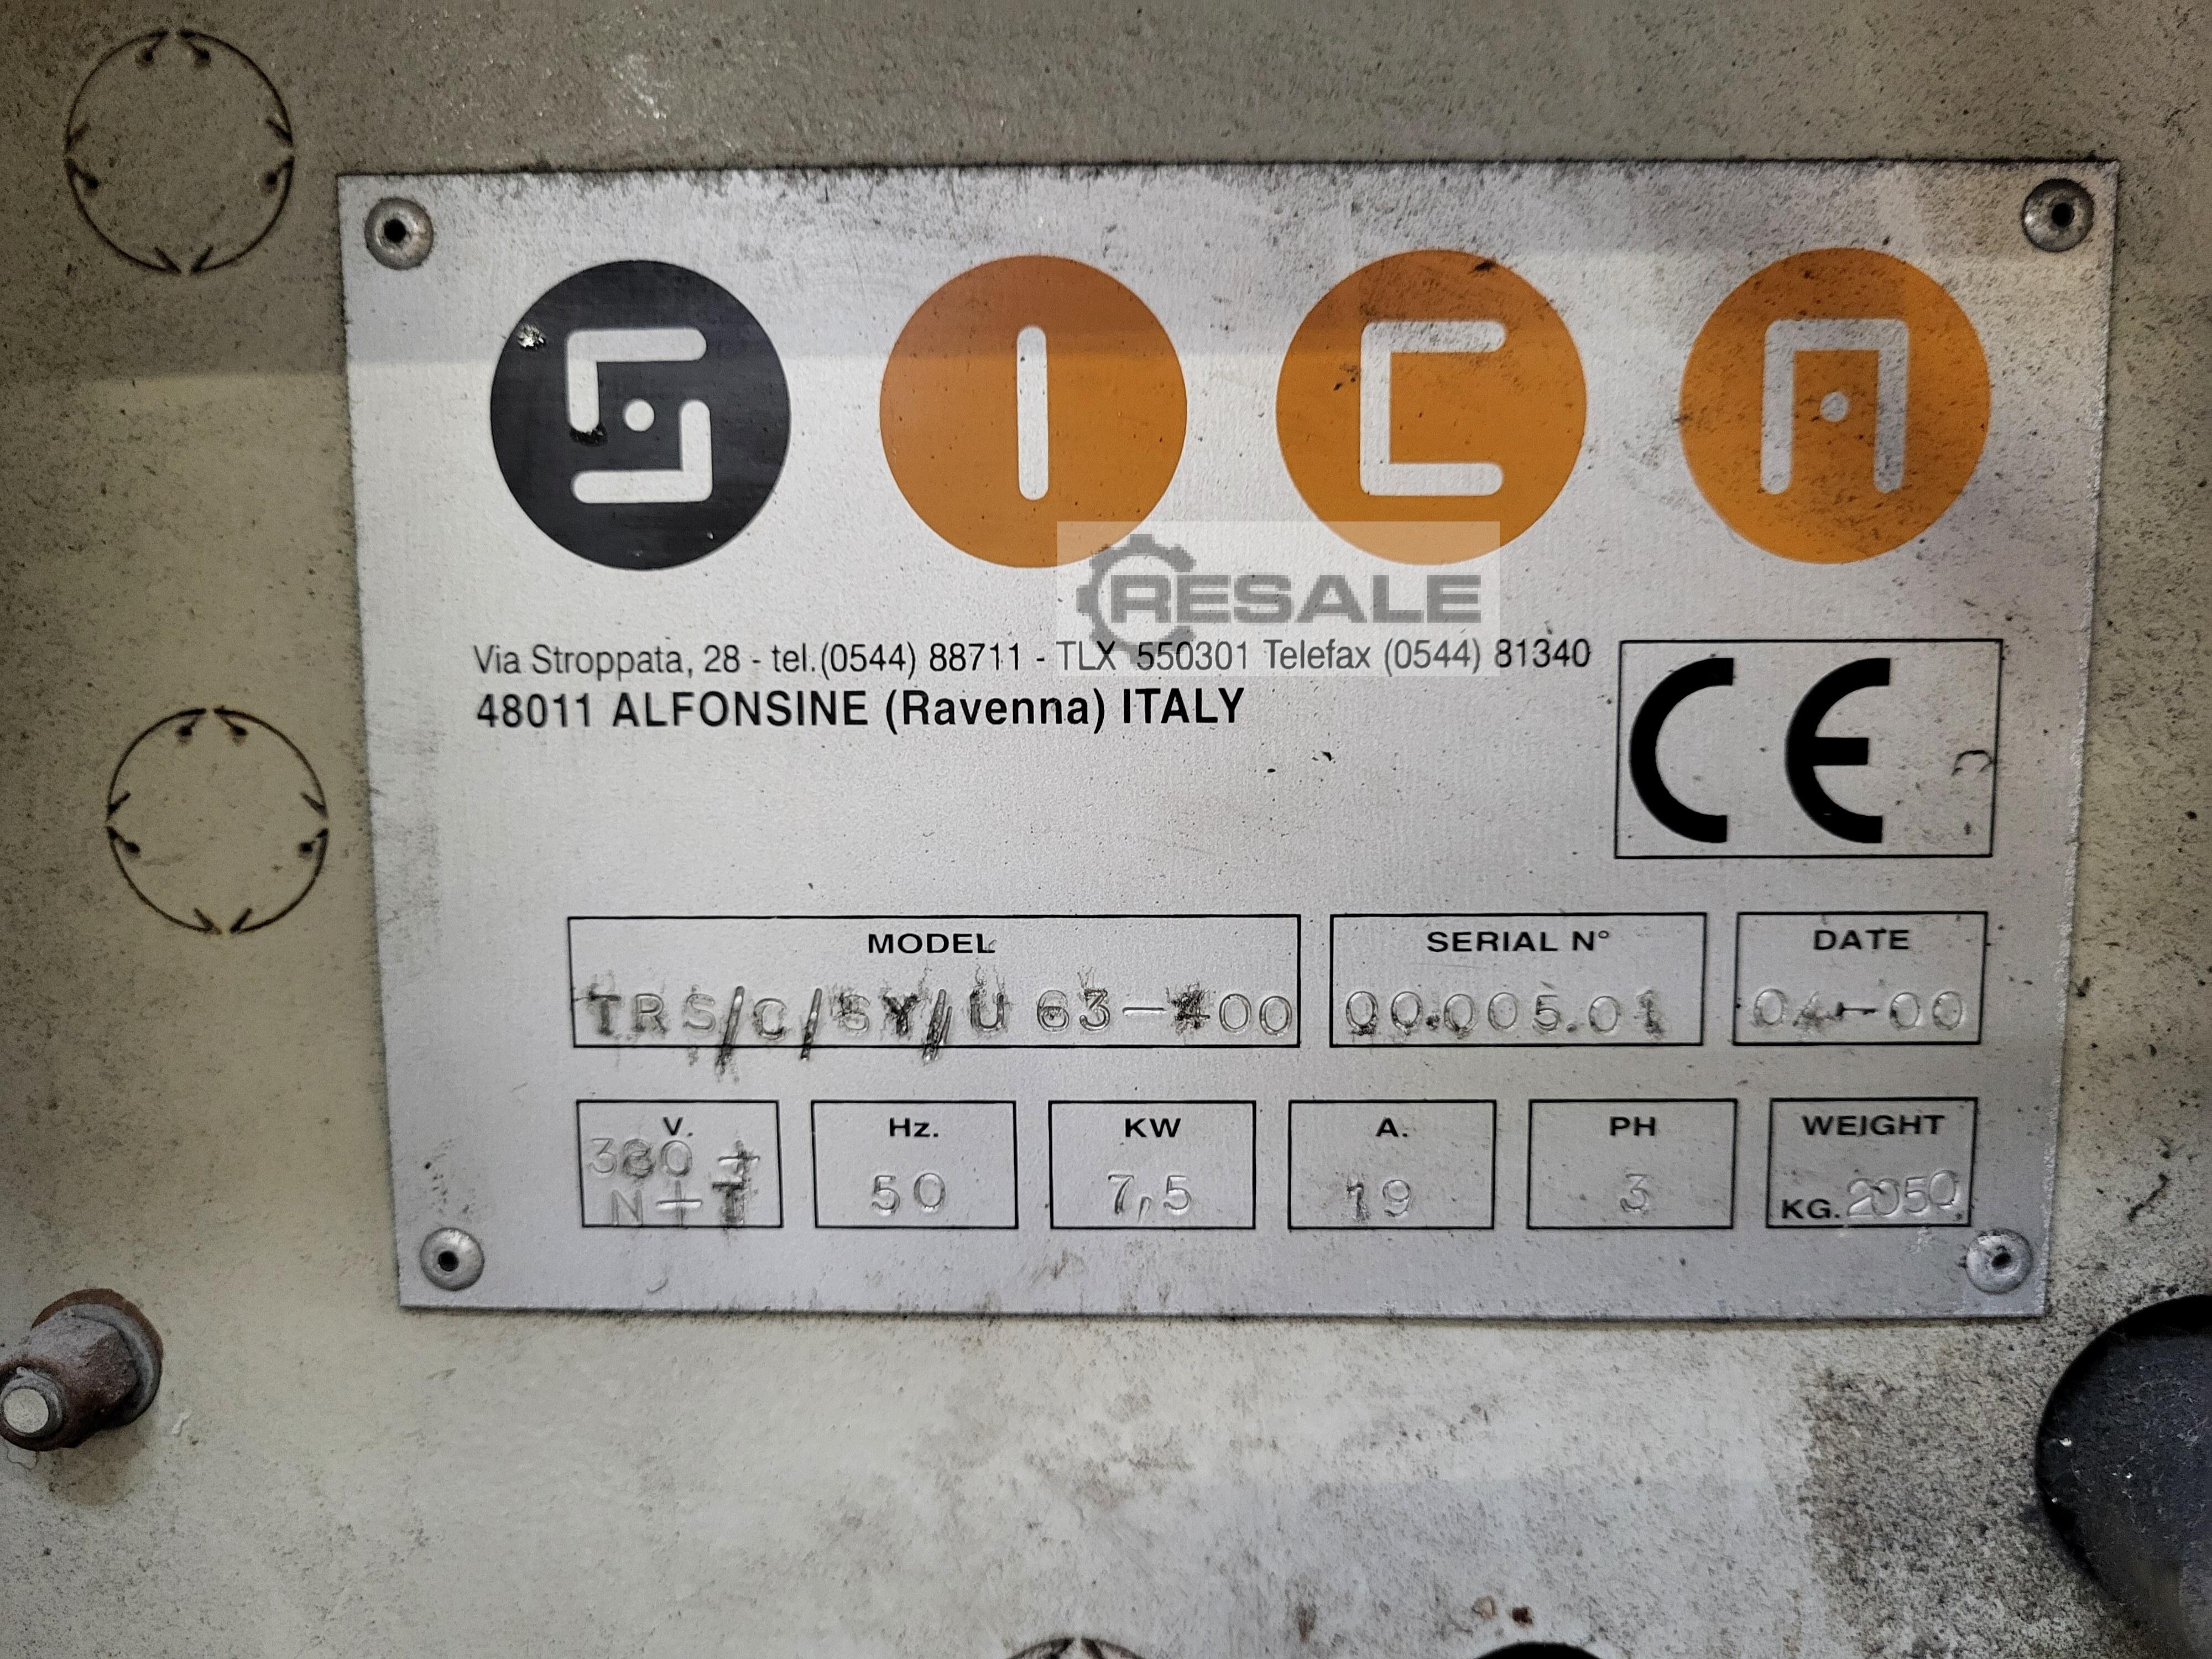 SICA
RESALE
Via Stroppata, 28 - tel.(0544) 88711 - TLX 550301 Telefax (0544) 81340
48011 ALFONSINE (Ravenna) ITALY
CE
MODEL SERIAL N° DATE
TRS/C/SY/U 63-400 00.005.01 04-00
V. Hz. KW A. PH WEIGHT
380 +
N+T 50 7,5 19 3 KG. 2050